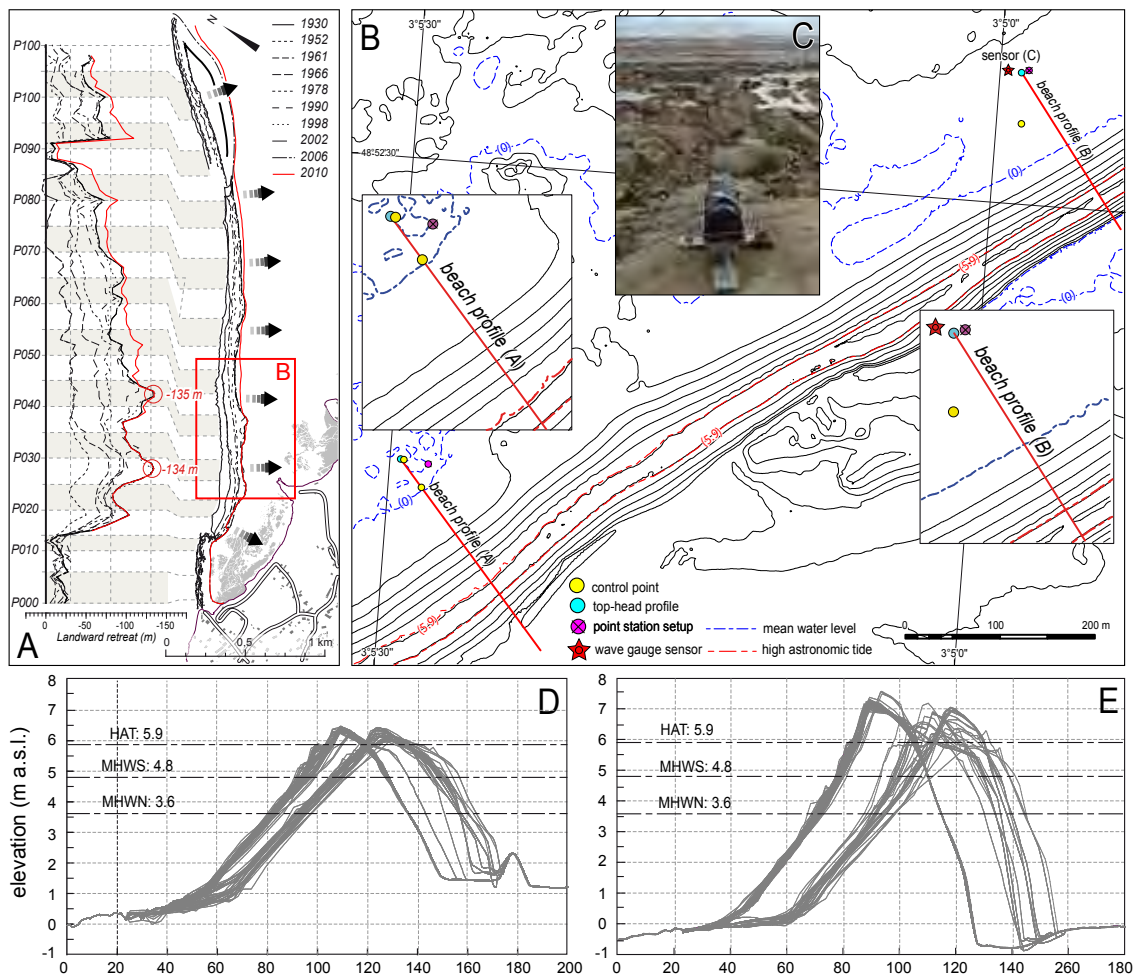 N
1930
1952
1961
1966
1978
1990
1998
2002
2006
2010
P100
P100
P090
P080
P070
P060
P050
P040
P030
P020
P010
P000
-135 m
-134 m
B
0 -50 -100 -150
Landward retreat (m)
0 0.5 1 km
A
B
3°5'30"
3°5'0"
48°52'30"
C
sensor (C)
beach profile (B)
(0)
(0)
(0)
(0)
(5.9)
(5.9)
(5.9)
beach profile (A)
beach profile (A)
beach profile (B)
control point
top-head profile
point station setup
wave gauge sensor
mean water level
high astronomic tide
0 100 200 m
3°5'30"
3°5'0"
D
elevation (m a.s.l.)
8
7
6
5
4
3
2
1
0
-1
HAT: 5.9
MHWS: 4.8
MHWN: 3.6
0 20 40 60 80 100 120 140 160 180 200
E
8
7
6
5
4
3
2
1
0
-1
HAT: 5.9
MHWS: 4.8
MHWN: 3.6
0 20 40 60 80 100 120 140 160 180